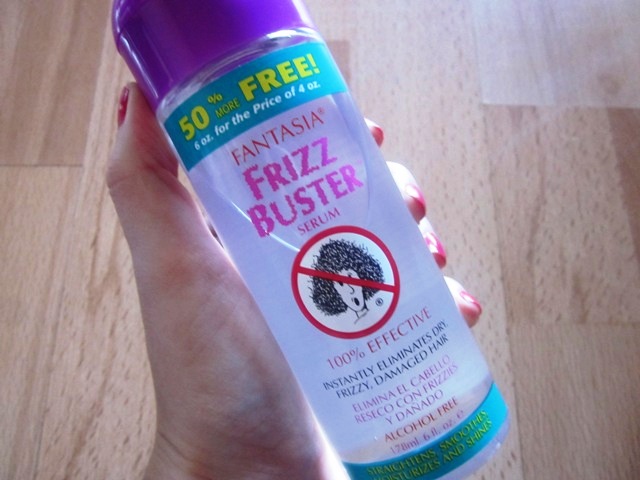 50% MORE FREE!
6 oz. for the Price of 4 oz.
FANTASIA®
FRIZZ
BUSTER
SERUM
®
100% EFFECTIVE
INSTANTLY ELIMINATES DRY,
FRIZZY, DAMAGED HAIR
ELIMINA EL CABELLO
RESECO CON FRIZZIES
Y DAÑADO
ALCOHOL FREE
178ml 6 fl. oz. e
STRAIGHTENS, SMOOTHES,
MOISTURIZES AND SHINES